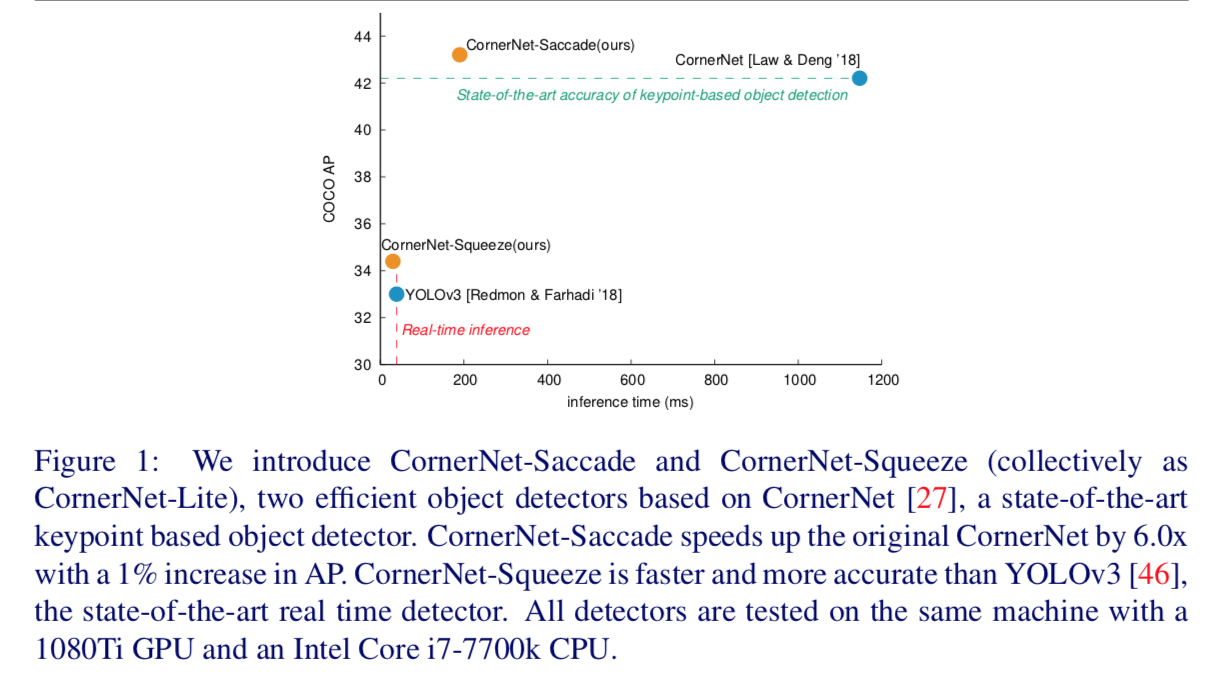 44
CornerNet-Saccade(ours)
CornerNet [Law & Deng '18]
42
State-of-the-art accuracy of keypoint-based object detection
40
38
COCO AP
36
CornerNet-Squeeze(ours)
34
YOLOv3 [Redmon & Farhadi '18]
32
Real-time inference
30
0 200 400 600 800 1000 1200
inference time (ms)
Figure 1: We introduce CornerNet-Saccade and CornerNet-Squeeze (collectively as
CornerNet-Lite), two efficient object detectors based on CornerNet [27], a state-of-the-art
keypoint based object detector. CornerNet-Saccade speeds up the original CornerNet by 6.0x
with a 1% increase in AP. CornerNet-Squeeze is faster and more accurate than YOLOv3 [46],
the state-of-the-art real time detector. All detectors are tested on the same machine with a
1080Ti GPU and an Intel Core i7-7700k CPU.